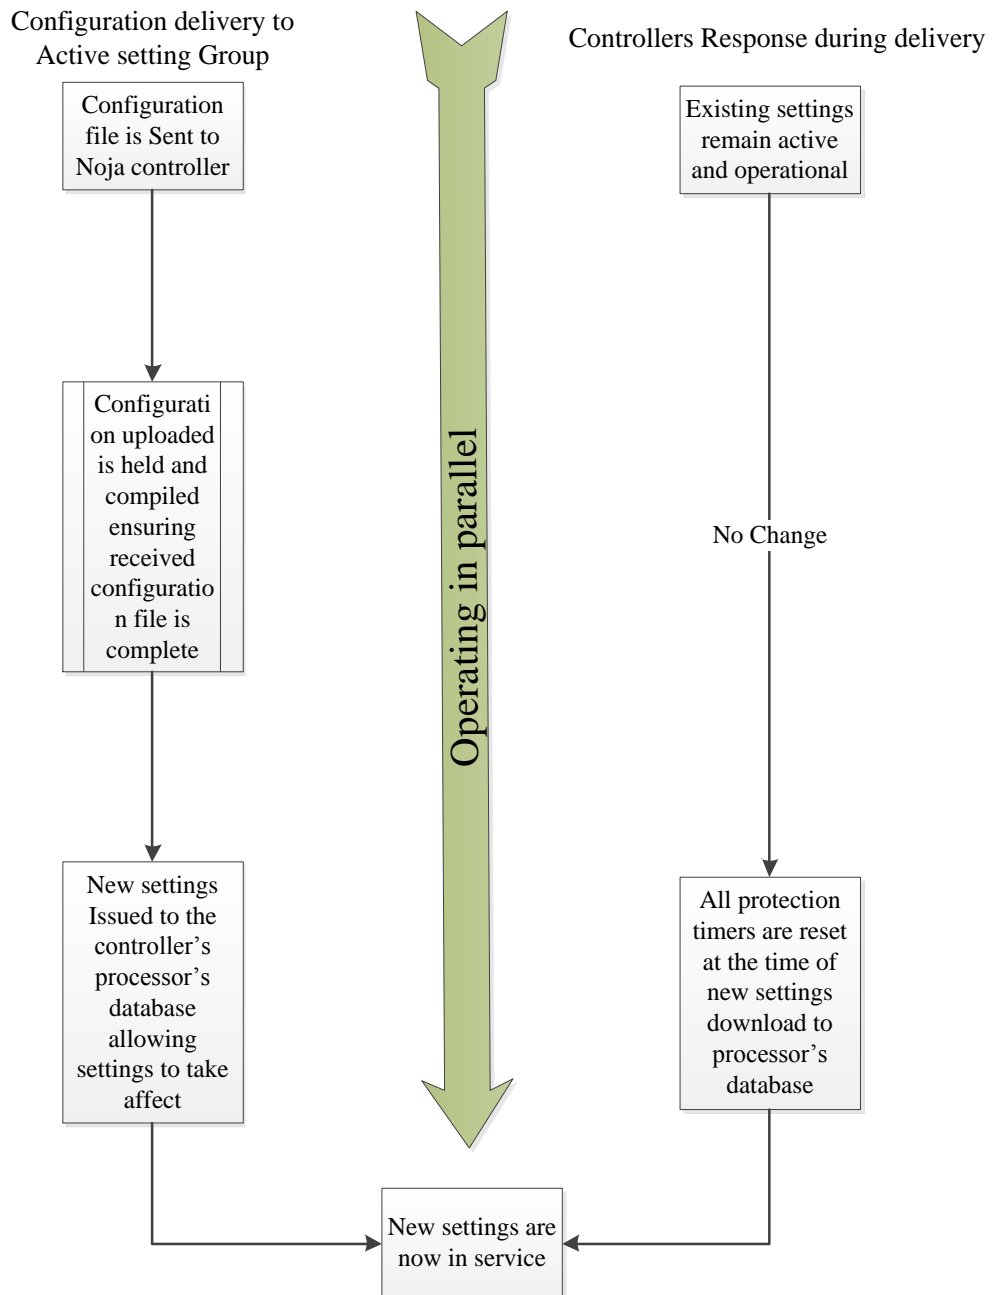 Configuration delivery to
Active setting Group
Configuration
file is Sent to
Noja controller
Configurati
on uploaded
is held and
compiled
ensuring
received
configuratio
n file is
complete
New settings
Issued to the
controller’s
processor’s
database
allowing
settings to take
affect
Operating in parallel
Controllers Response during delivery
Existing settings
remain active
and operational
No Change
All protection
timers are reset
at the time of
new settings
download to
processor’s
database
New settings are
now in service